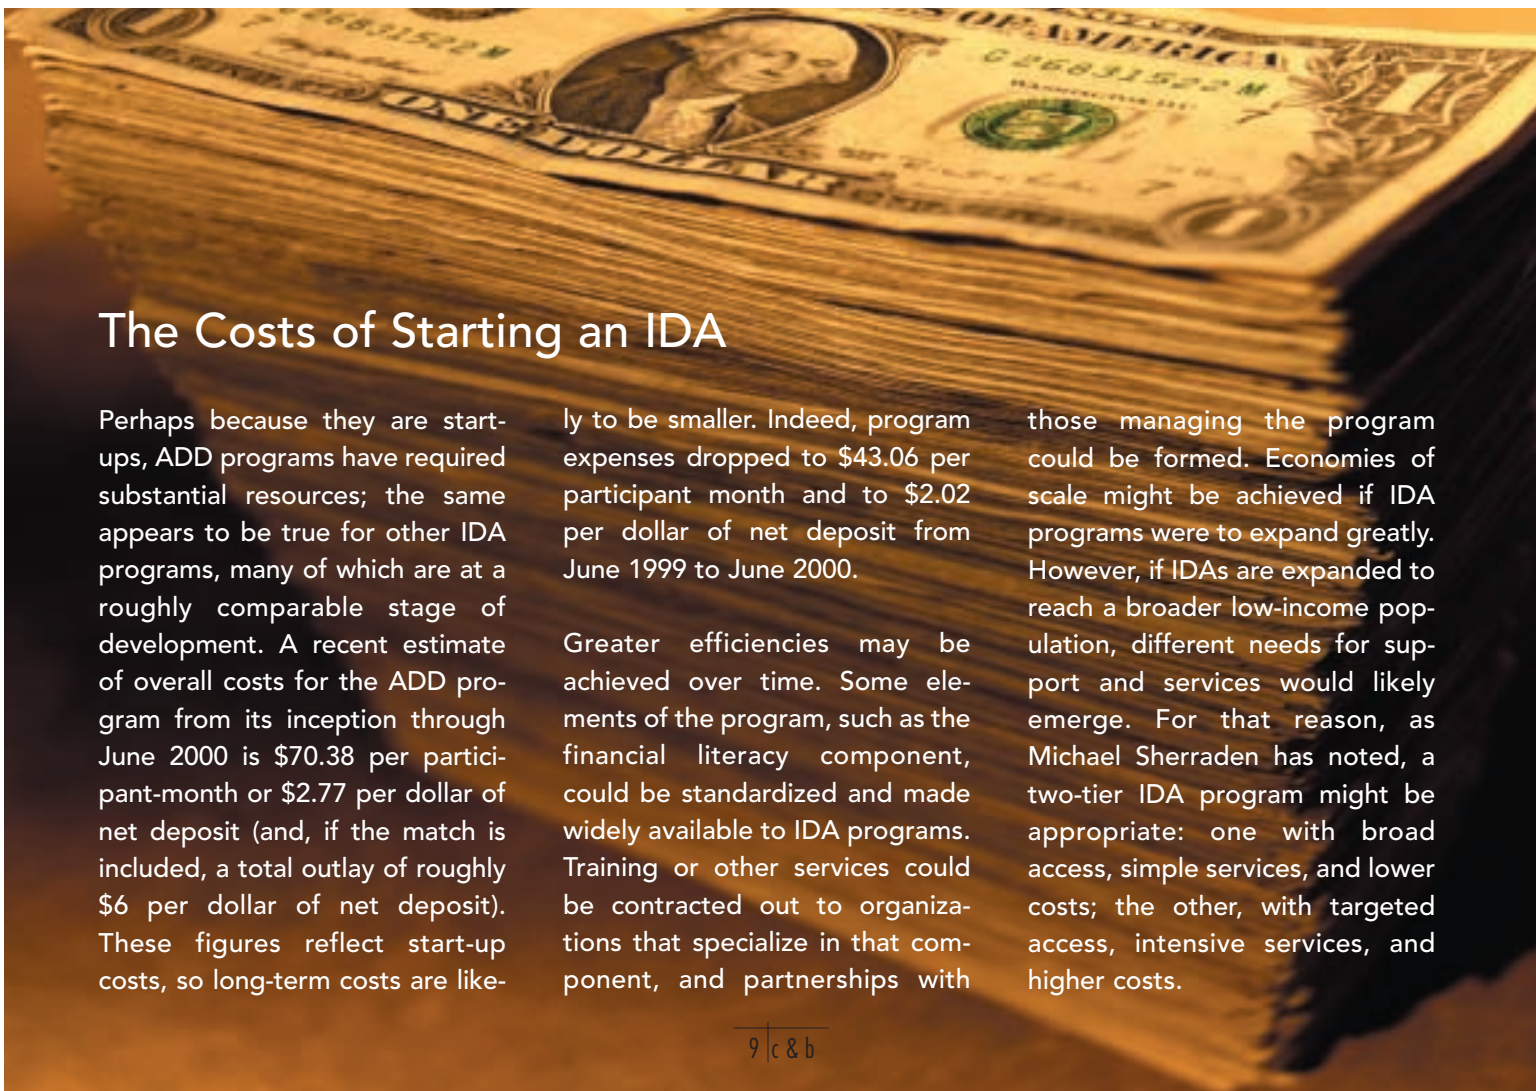 OF AMERICA
26831522 M
G 26831522 M
WASHINGTON, D.C.
7
7
7
1
ONE DOLLAR
The Costs of Starting an IDA
Perhaps because they are start-
ups, ADD programs have required
substantial resources; the same
appears to be true for other IDA
programs, many of which are at a
roughly comparable stage of
development. A recent estimate
of overall costs for the ADD pro-
gram from its inception through
June 2000 is $70.38 per partici-
pant-month or $2.77 per dollar of
net deposit (and, if the match is
included, a total outlay of roughly
$6 per dollar of net deposit).
These figures reflect start-up
costs, so long-term costs are like-
ly to be smaller. Indeed, program
expenses dropped to $43.06 per
participant month and to $2.02
per dollar of net deposit from
June 1999 to June 2000.
Greater efficiencies may be
achieved over time. Some ele-
ments of the program, such as the
financial literacy component,
could be standardized and made
widely available to IDA programs.
Training or other services could
be contracted out to organiza-
tions that specialize in that com-
ponent, and partnerships with
those managing the program
could be formed. Economies of
scale might be achieved if IDA
programs were to expand greatly.
However, if IDAs are expanded to
reach a broader low-income pop-
ulation, different needs for sup-
port and services would likely
emerge. For that reason, as
Michael Sherraden has noted, a
two-tier IDA program might be
appropriate: one with broad
access, simple services, and lower
costs; the other, with targeted
access, intensive services, and
higher costs.
9 c & b